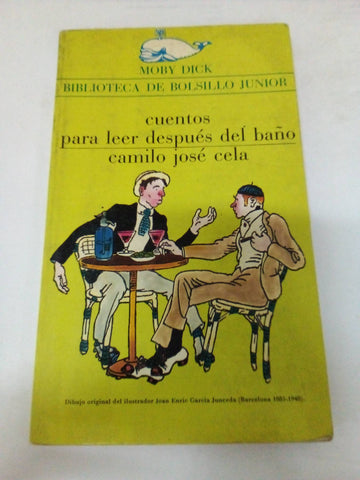 MOBY DICK
BIBLIOTECA DE BOLSILLO JUNIOR
cuentos
para leer después del baño
camilo josé cela
Dibujo original del ilustrador Joan Enric García Junceda (Barcelona 1881-1948).